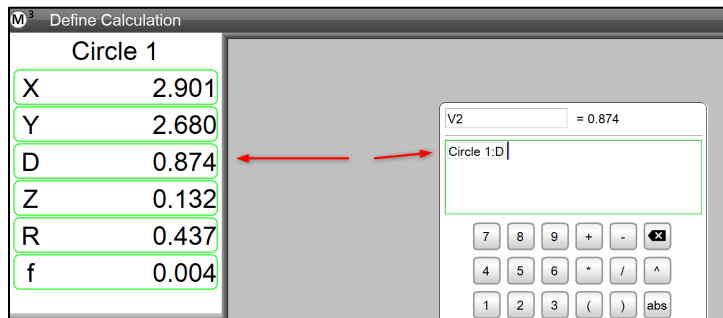 M³ Define Calculation
Circle 1
X 2.901
Y 2.680
D 0.874
Z 0.132
R 0.437
f 0.004
V2 = 0.874
Circle 1:D
7 8 9 + -
4 5 6 * / ^
1 2 3 ( ) abs